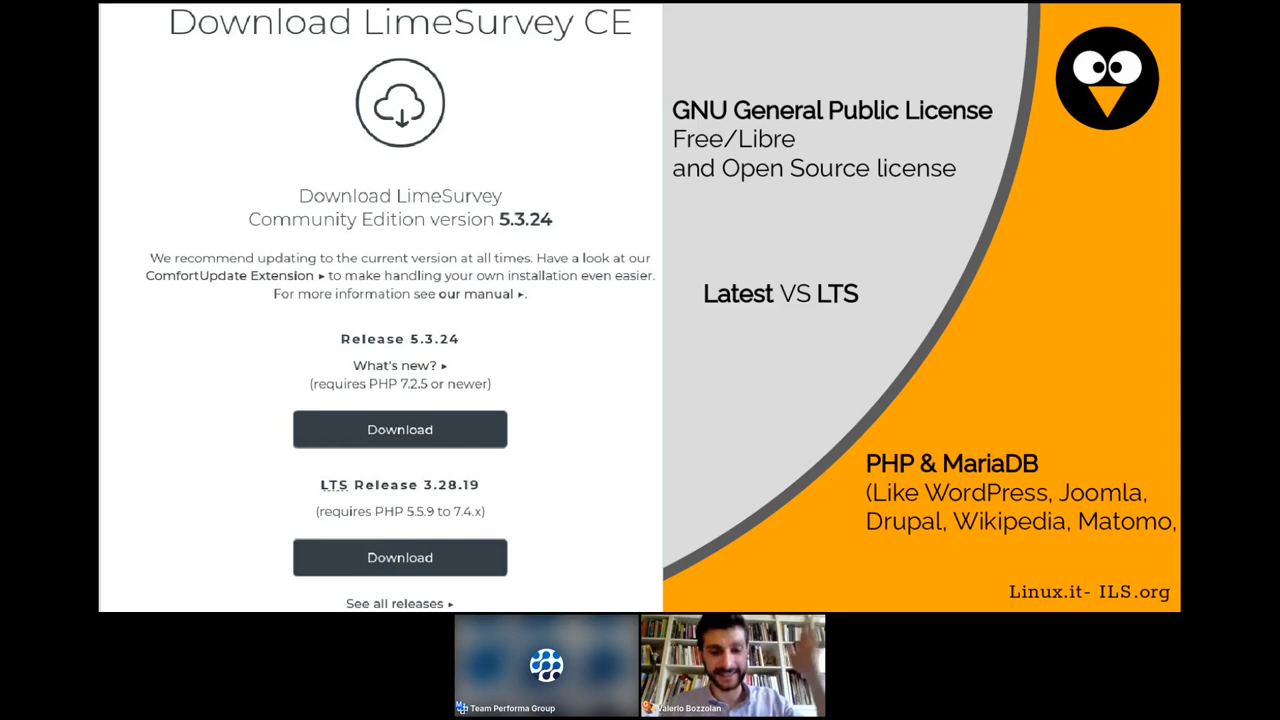 Download LimeSurvey CE
Download LimeSurvey
Community Edition version 5.3.24
We recommend updating to the current version at all times. Have a look at our
ComfortUpdate Extension ▸ to make handling your own installation even easier.
For more information see our manual ▸.
Release 5.3.24
What's new? ▸
(requires PHP 7.2.5 or newer)
Download
LTS Release 3.28.19
(requires PHP 5.5.9 to 7.4.x)
Download
See all releases ▸
GNU General Public License
Free/Libre
and Open Source license
Latest VS LTS
PHP & MariaDB
(Like WordPress, Joomla,
Drupal, Wikipedia, Matomo,
Linux.it- ILS.org
Team Performa Group
Valerio Bozzolan